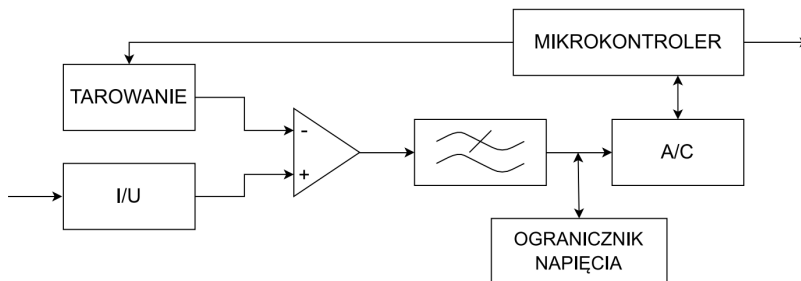 MIKROKONTROLER
TAROWANIE
-
+
I/U
A/C
OGRANICZNIK
NAPIĘCIA